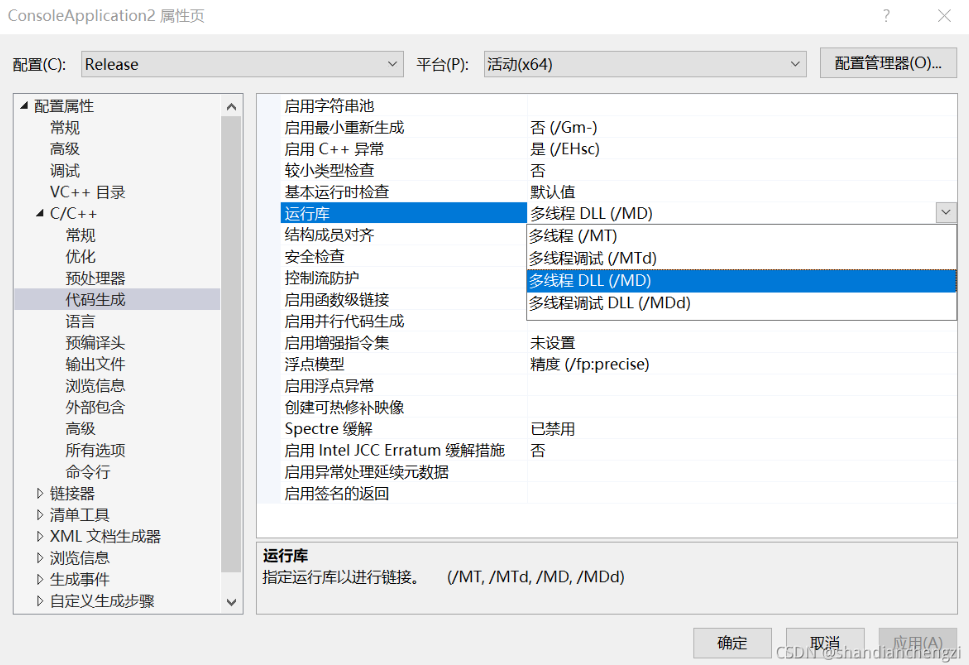 ConsoleApplication2 属性页
?
配置(C): Release 平台(P): 活动(x64) 配置管理器(O)...
配置属性
常规
高级
调试
VC++ 目录
C/C++
常规
优化
预处理器
代码生成
语言
预编译头
输出文件
浏览信息
外部包含
高级
所有选项
命令行
链接器
清单工具
XML 文档生成器
浏览信息
生成事件
自定义生成步骤
启用字符串池
启用最小重新生成 否 (/Gm-)
启用 C++ 异常 是 (/EHsc)
较小类型检查 否
基本运行时检查 默认值
运行库 多线程 DLL (/MD)
多线程 (/MT)
多线程调试 (/MTd)
多线程 DLL (/MD)
多线程调试 DLL (/MDd)
结构成员对齐
安全检查
控制流防护
启用函数级链接
启用并行代码生成
启用增强指令集 未设置
浮点模型 精度 (/fp:precise)
启用浮点异常
创建可热修补映像
Spectre 缓解 已禁用
启用 Intel JCC Erratum 缓解措施 否
启用异常处理延续元数据
启用签名的返回
运行库
指定运行库以进行链接。 (/MT, /MTd, /MD, /MDd)
确定 取消 应用(A)
CSDN @shandianchengzi